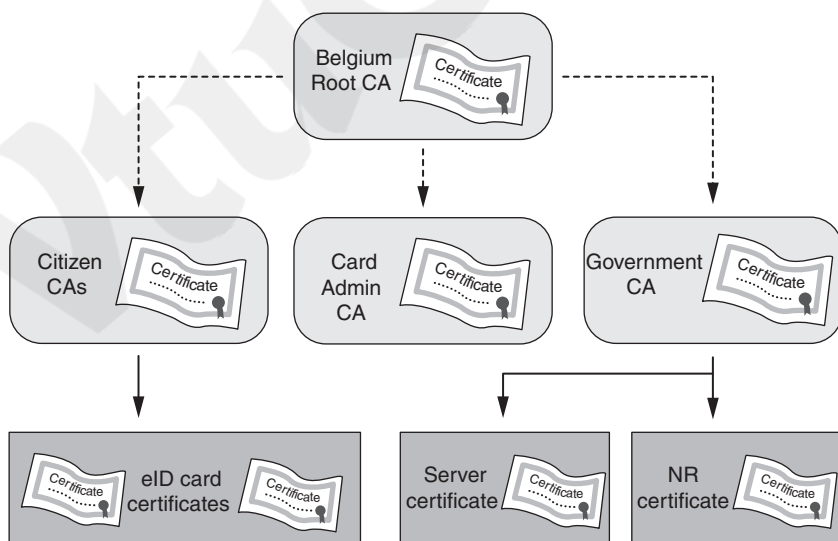 Belgium
Root CA
Certificate
Citizen
CAs
Certificate
Card
Admin
CA
Certificate
Government
CA
Certificate
Certificate
eID card
certificates
Certificate
Server
certificate
Certificate
NR
certificate
Certificate